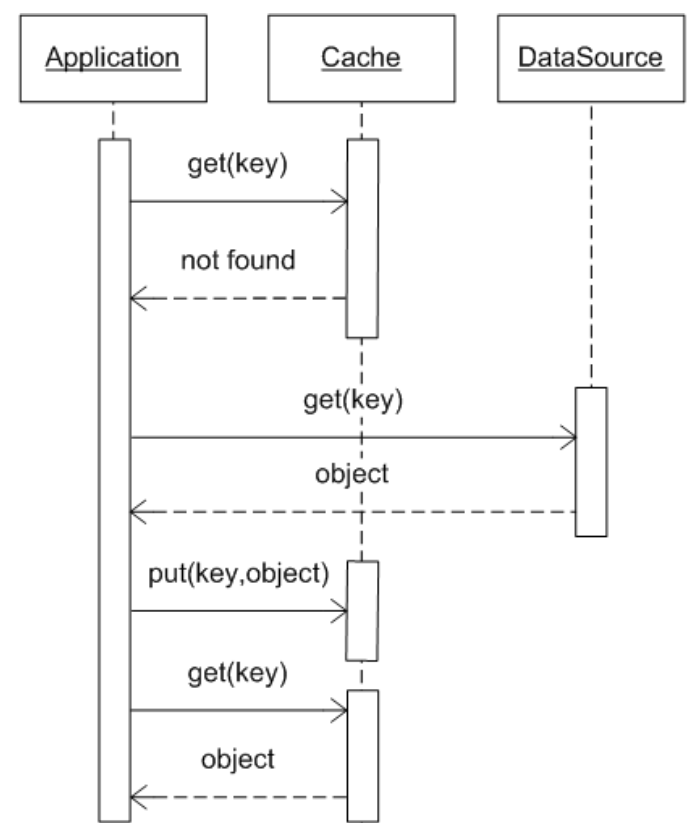 Application
Cache
DataSource
get(key)
not found
get(key)
object
put(key,object)
get(key)
object